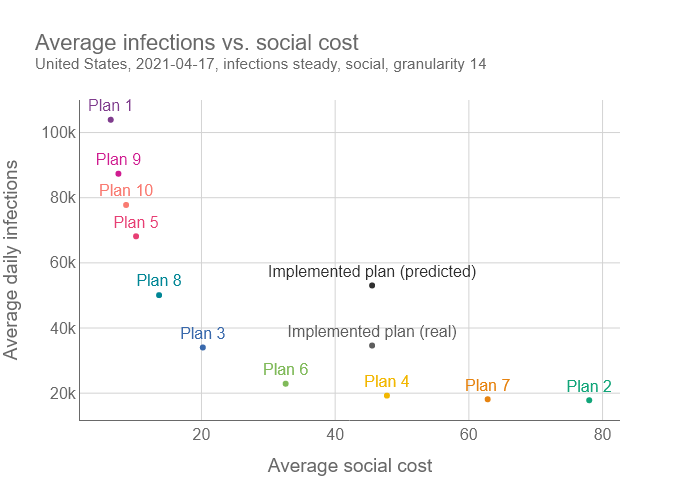 Average infections vs. social cost
United States, 2021-04-17, infections steady, social, granularity 14
Average daily infections
100k
80k
60k
40k
20k
Plan 1
Plan 9
Plan 10
Plan 5
Plan 8
Implemented plan (predicted)
Plan 3
Implemented plan (real)
Plan 6
Plan 4
Plan 7
Plan 2
20
40
60
80
Average social cost